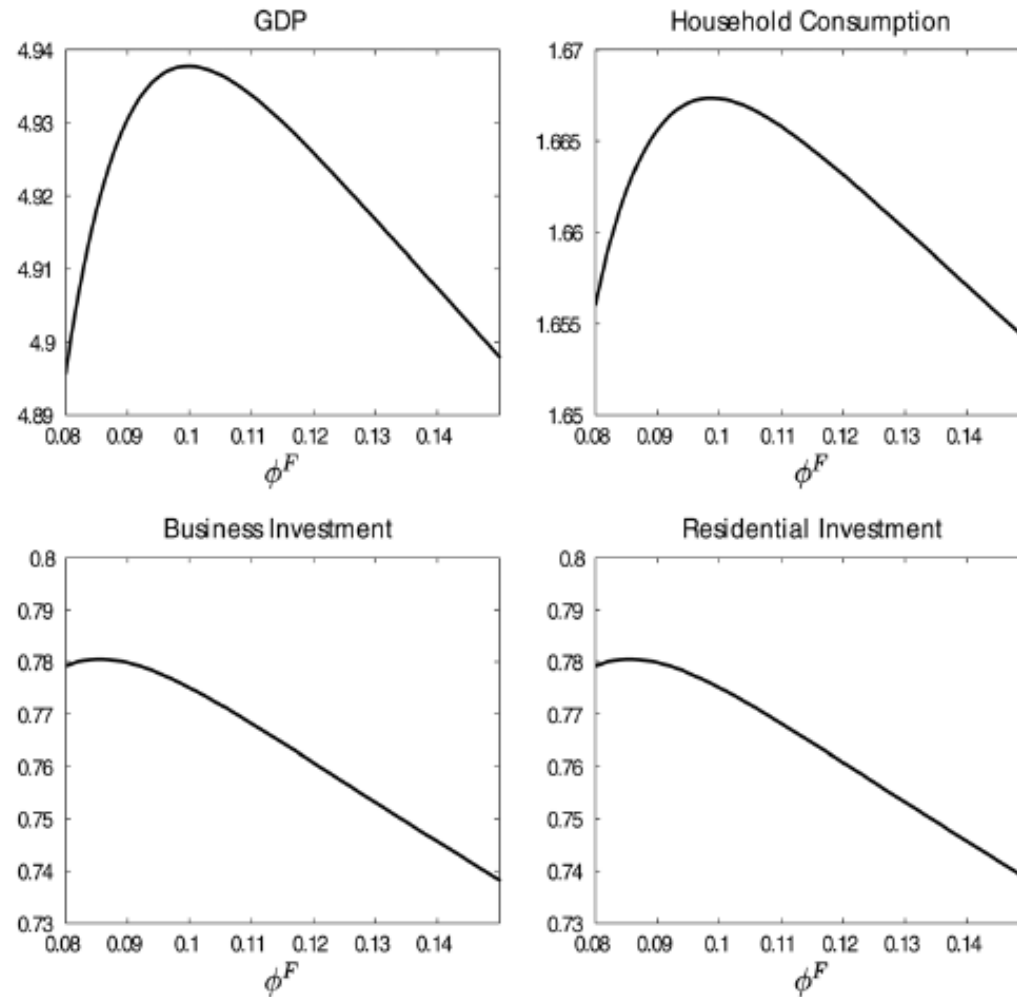 GDP
4.94
4.93
4.92
4.91
4.9
4.89
0.08 0.09 0.1 0.11 0.12 0.13 0.14
ϕ^F
Household Consumption
1.67
1.665
1.66
1.655
1.65
0.08 0.09 0.1 0.11 0.12 0.13 0.14
ϕ^F
Business Investment
0.8
0.79
0.78
0.77
0.76
0.75
0.74
0.73
0.08 0.09 0.1 0.11 0.12 0.13 0.14
ϕ^F
Residential Investment
0.8
0.79
0.78
0.77
0.76
0.75
0.74
0.73
0.08 0.09 0.1 0.11 0.12 0.13 0.14
ϕ^F